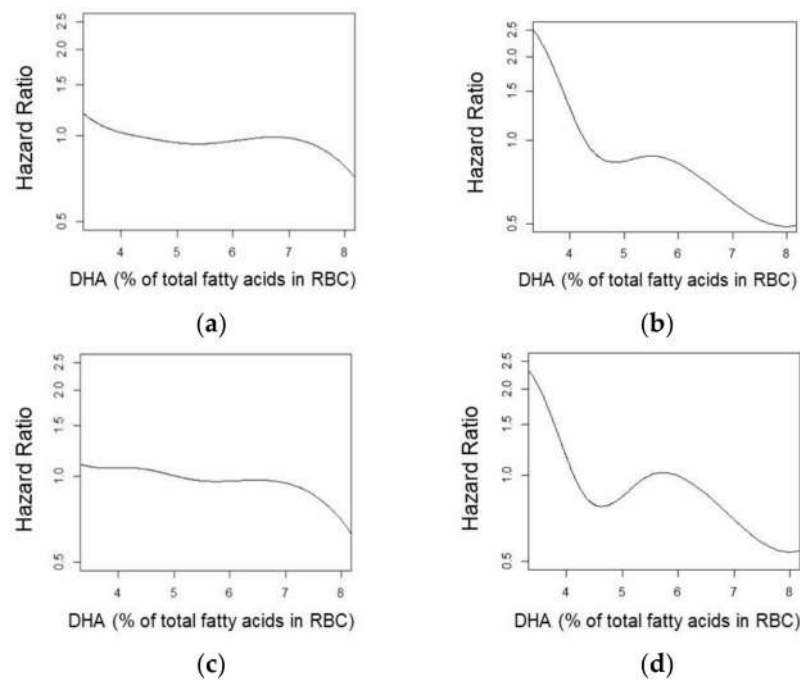 2.5
2.0
1.5
1.0
0.5
Hazard Ratio
4 5 6 7 8
DHA (% of total fatty acids in RBC)
(a)
2.5
2.0
1.5
1.0
0.5
Hazard Ratio
4 5 6 7 8
DHA (% of total fatty acids in RBC)
(b)
2.5
2.0
1.5
1.0
0.5
Hazard Ratio
4 5 6 7 8
DHA (% of total fatty acids in RBC)
(c)
2.5
2.0
1.5
1.0
0.5
Hazard Ratio
4 5 6 7 8
DHA (% of total fatty acids in RBC)
(d)